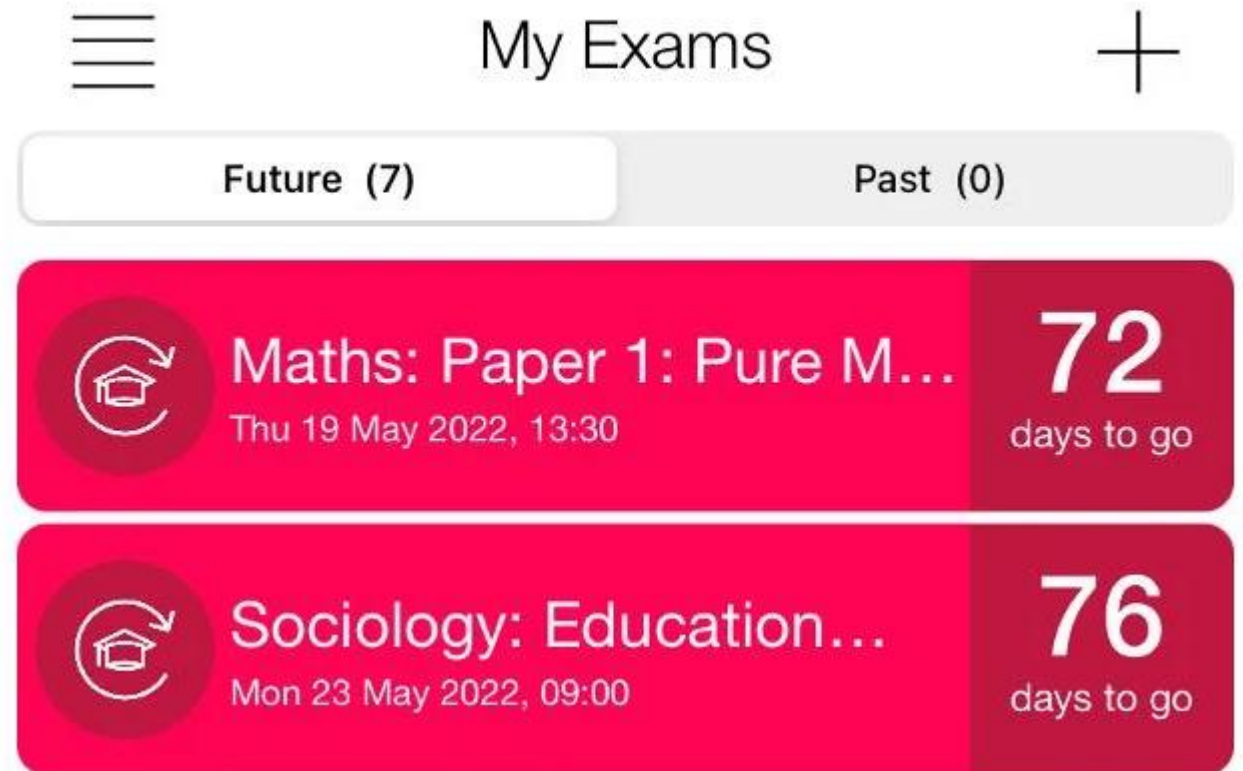 My Exams
Future (7)
Past (0)
Maths: Paper 1: Pure M...
Thu 19 May 2022, 13:30
72
days to go
Sociology: Education...
Mon 23 May 2022, 09:00
76
days to go